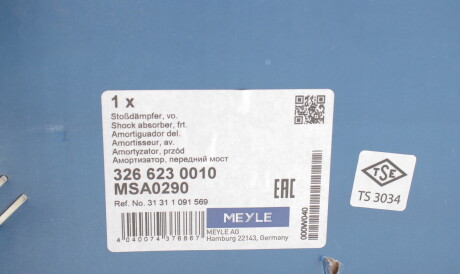 1 x
Stoßdämpfer, vo.
Shock absorber, frt.
Amortiguador del.
Amortisseur, av.
Amortyzator, przód
Амортизатор, передний мост
326 623 0010
MSA0290
Ref. No. 31 31 1 091 569
EAC
MEYLE
MEYLE AG
Hamburg 22143, Germany
4 040074 376867
000W040
TSE
TS 3034